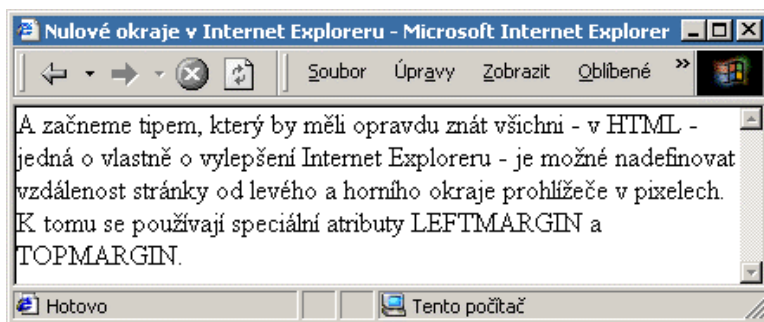 Nulové okraje v Internet Exploreru - Microsoft Internet Explorer
Soubor Úpravy Zobrazit Oblíbené »
A začneme tipem, který by měli opravdu znát všichni - v HTML -
jedná o vlastně o vylepšení Internet Exploreru - je možné nadefinovat
vzdálenost stránky od levého a horního okraje prohlížeče v pixelech.
K tomu se používají speciální atributy LEFTMARGIN a
TOPMARGIN.
Hotovo Tento počítač